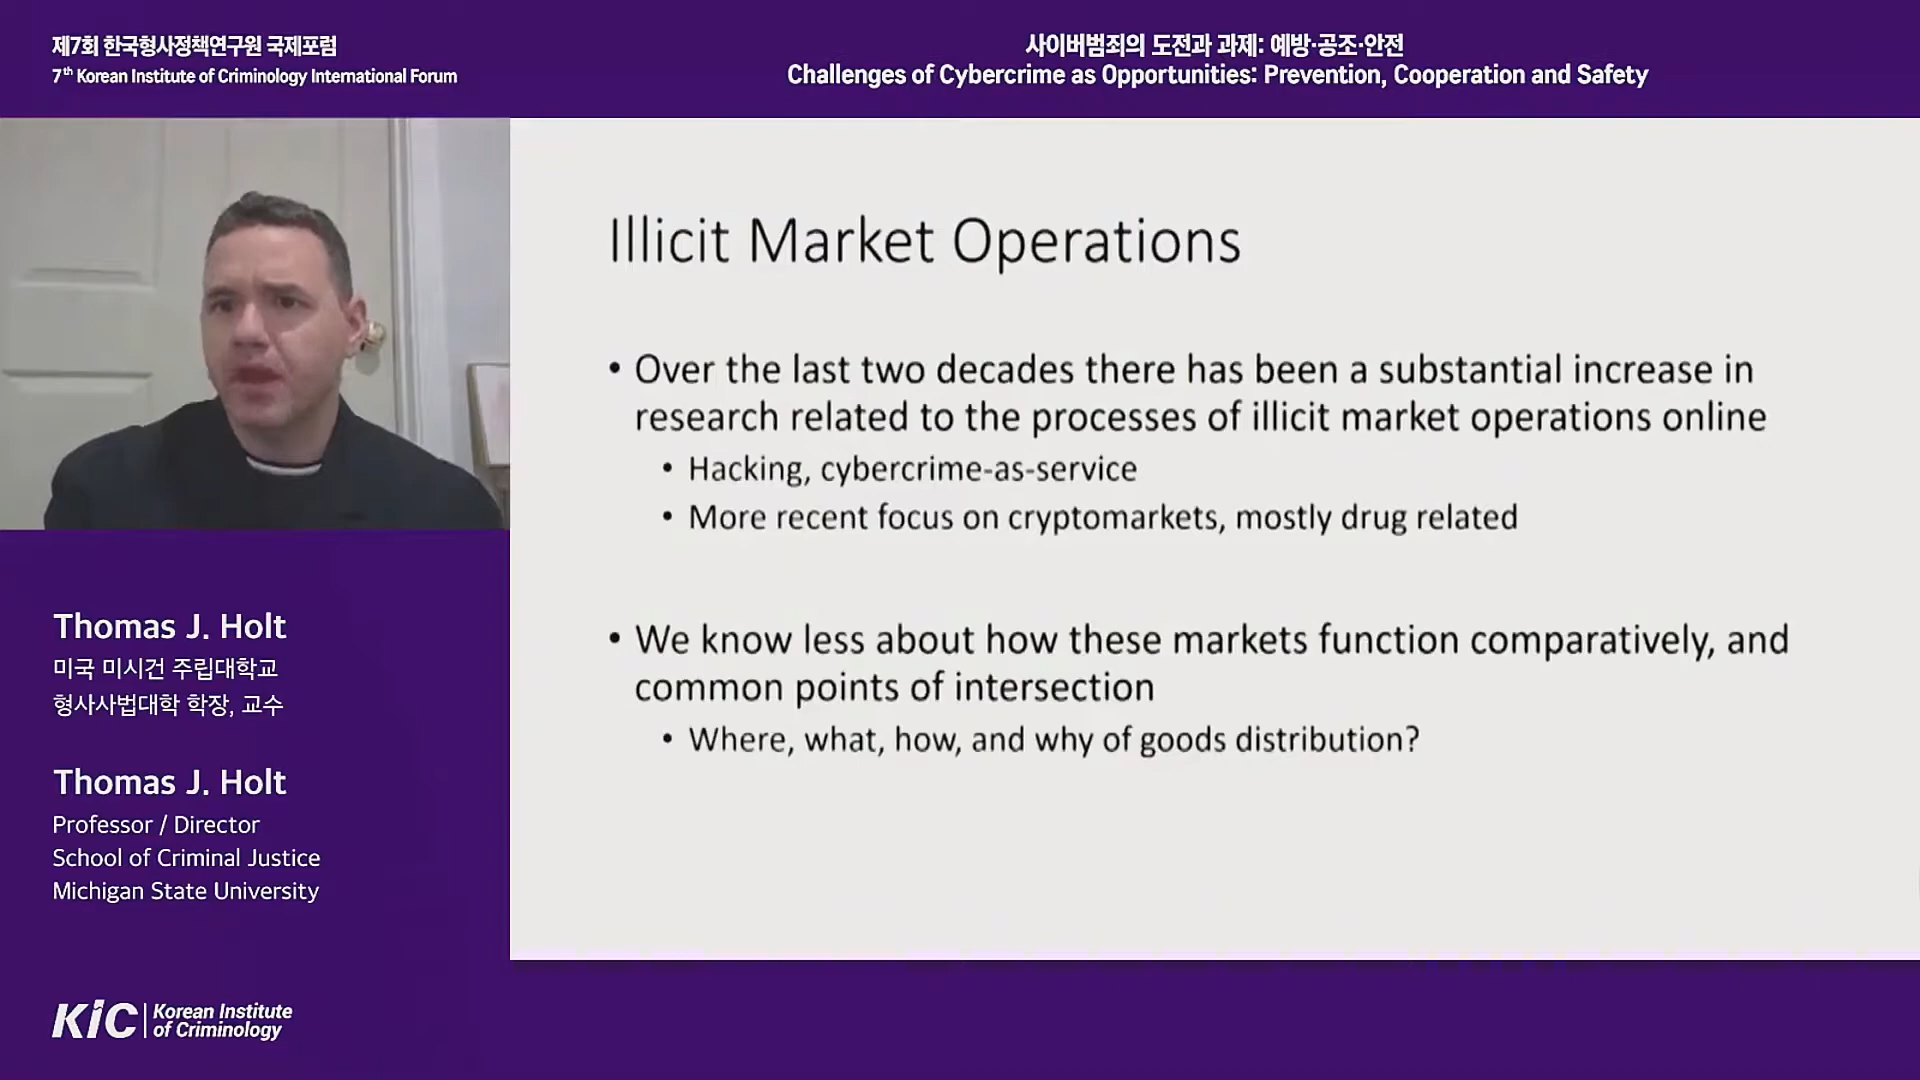 제7회 한국형사정책연구원 국제포럼
7th Korean Institute of Criminology International Forum
사이버범죄의 도전과 과제: 예방·공조·안전
Challenges of Cybercrime as Opportunities: Prevention, Cooperation and Safety
Illicit Market Operations
• Over the last two decades there has been a substantial increase in
research related to the processes of illicit market operations online
• Hacking, cybercrime-as-service
• More recent focus on cryptomarkets, mostly drug related
• We know less about how these markets function comparatively, and
common points of intersection
• Where, what, how, and why of goods distribution?
Thomas J. Holt
미국 미시건 주립대학교
형사사법대학 학장, 교수
Thomas J. Holt
Professor / Director
School of Criminal Justice
Michigan State University
KiC Korean Institute
of Criminology